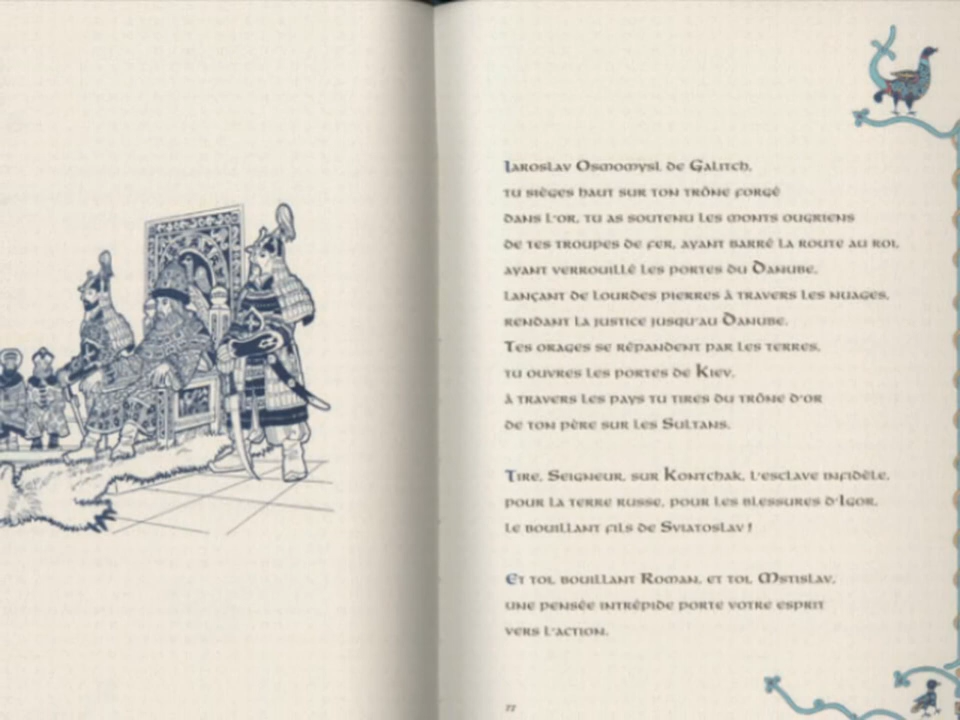 Iaroslav Osmomysl de Galitch,
tu sièges haut sur ton trône forgé
dans l'or, tu as soutenu les monts ougriens
de tes troupes de fer, ayant barré la route au roi,
ayant verrouillé les portes du Danube,
lançant de lourdes pierres à travers les nuages,
rendant la justice jusqu'au Danube.
Tes orages se répandent par les terres,
tu ouvres les portes de Kiev,
à travers les pays tu tires du trône d'or
de ton père sur les Sultans.
Tire, Seigneur, sur Kontchak, l'esclave infidèle,
pour la terre russe, pour les blessures d'Igor,
le bouillant fils de Sviatoslav !
Et toi, bouillant Roman, et toi, Mstislav,
une pensée intrépide porte votre esprit
vers l'action.
77